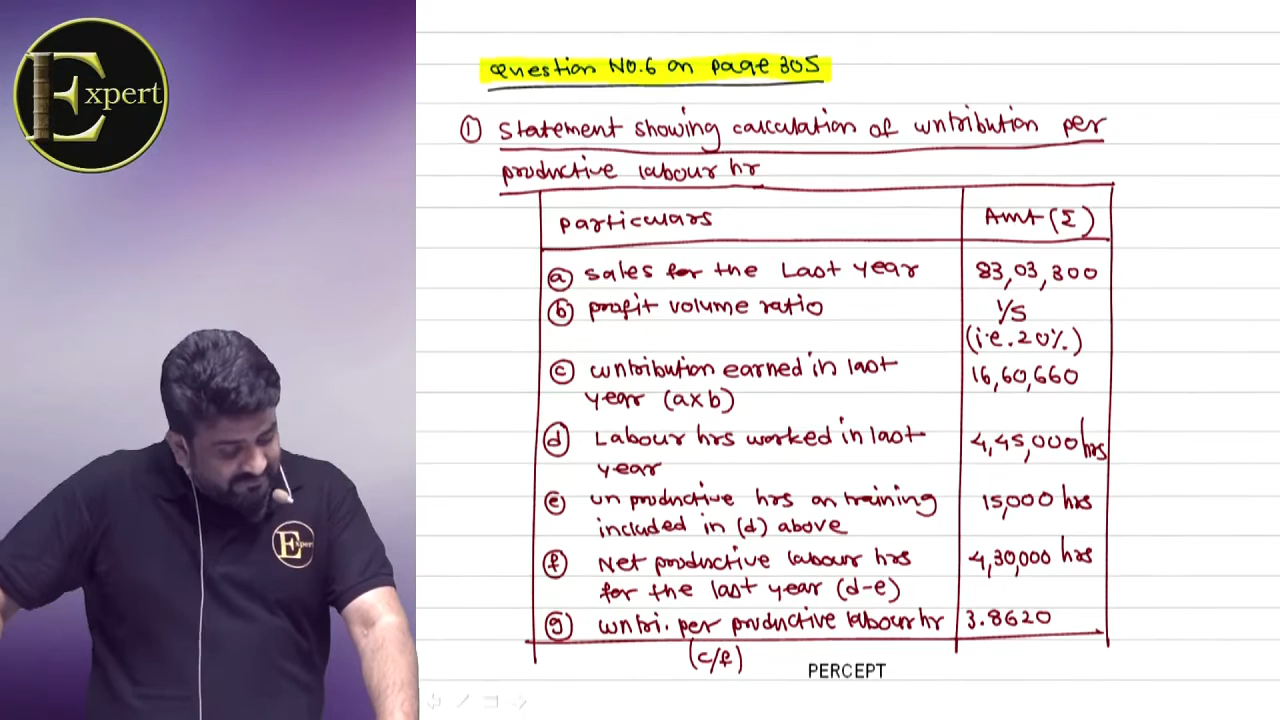 Expert
Question No.6 on page 305
① Statement showing calculation of contribution per
productive labour hr
Particulars Amt (Σ)
ⓐ Sales for the Last year 83,03,300
ⓑ profit volume ratio 1/5
(i.e. 20%.)
ⓒ contribution earned in last 16,60,660
year (a×b)
ⓓ Labour hrs worked in last 4,45,000 hrs
year
ⓔ un productive hrs on training 15,000 hrs
included in (d) above
ⓕ Net productive labour hrs 4,30,000 hrs
for the last year (d-e)
ⓖ contri. per productive labour hr 3.8620
(c/f)
PERCEPT
Expert